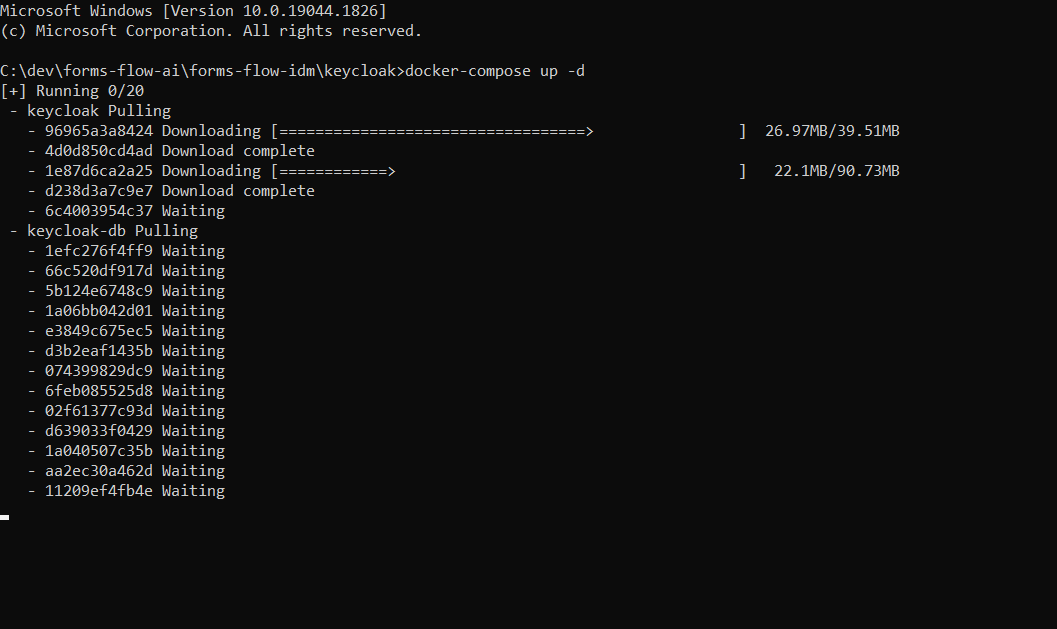 Microsoft Windows [Version 10.0.19044.1826]
(c) Microsoft Corporation. All rights reserved.
C:\dev\forms-flow-ai\forms-flow-idm\keycloak>docker-compose up -d
[+] Running 0/20
- keycloak Pulling
- 96965a3a8424 Downloading [==================================>                ]  26.97MB/39.51MB
- 4d0d850cd4ad Download complete
- 1e87d6ca2a25 Downloading [============>                                      ]   22.1MB/90.73MB
- d238d3a7c9e7 Download complete
- 6c4003954c37 Waiting
- keycloak-db Pulling
- 1efc276f4ff9 Waiting
- 66c520df917d Waiting
- 5b124e6748c9 Waiting
- 1a06bb042d01 Waiting
- e3849c675ec5 Waiting
- d3b2eaf1435b Waiting
- 074399829dc9 Waiting
- 6feb085525d8 Waiting
- 02f61377c93d Waiting
- d639033f0429 Waiting
- 1a040507c35b Waiting
- aa2ec30a462d Waiting
- 11209ef4fb4e Waiting